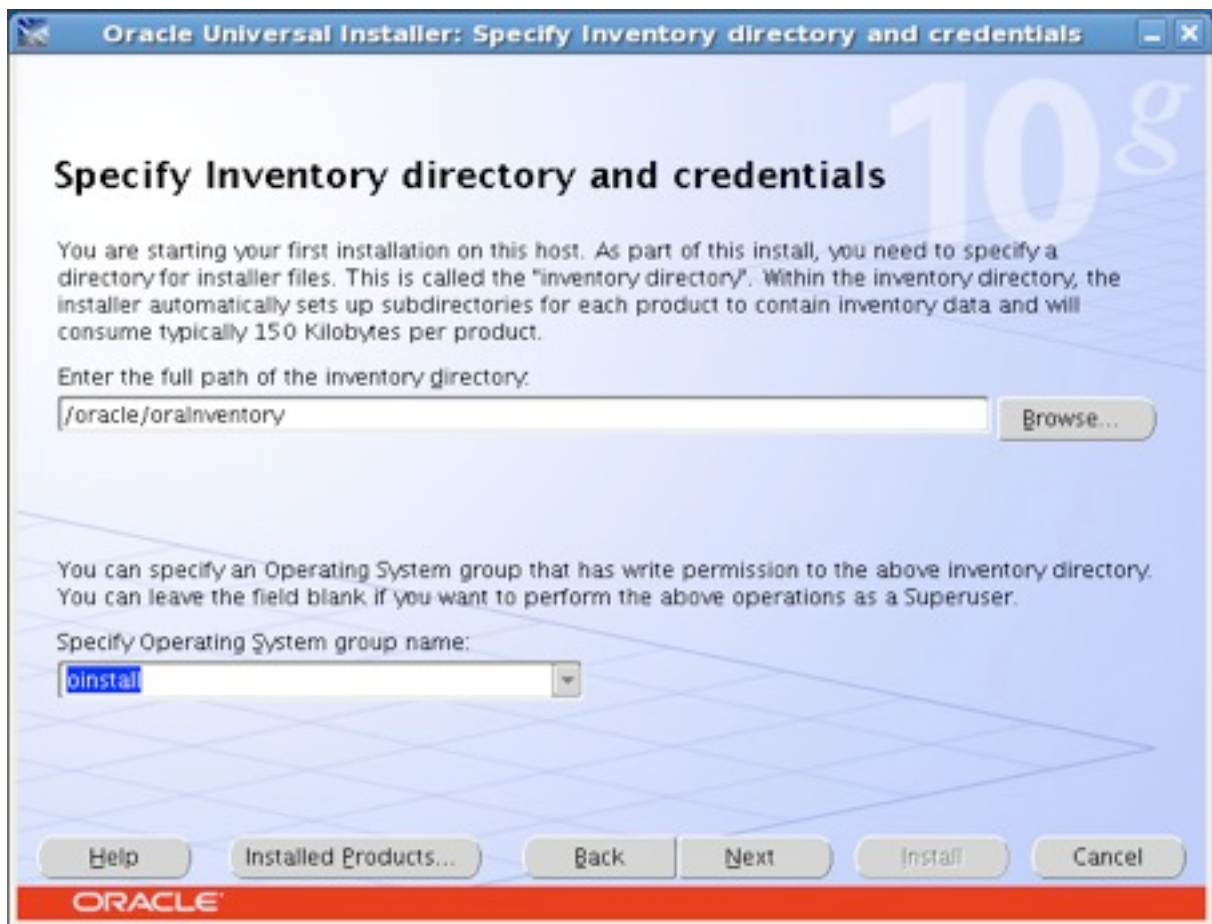 Oracle Universal Installer: Specify Inventory directory and credentials
10g
Specify Inventory directory and credentials
You are starting your first installation on this host. As part of this install, you need to specify a
directory for installer files. This is called the "inventory directory". Within the inventory directory, the
installer automatically sets up subdirectories for each product to contain inventory data and will
consume typically 150 Kilobytes per product.
Enter the full path of the inventory directory:
/oracle/oraInventory
Browse...
You can specify an Operating System group that has write permission to the above inventory directory.
You can leave the field blank if you want to perform the above operations as a Superuser.
Specify Operating System group name:
oinstall
Help Installed Products... Back Next Install Cancel
ORACLE